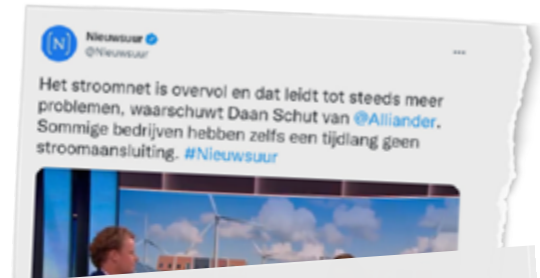 Nieuwsuur
@Nieuwsuur
Het stroomnet is overvol en dat leidt tot steeds meer
problemen, waarschuwt Daan Schut van @Alliander.
Sommige bedrijven hebben zelfs een tijdlang geen
stroomaansluiting. #Nieuwsuur